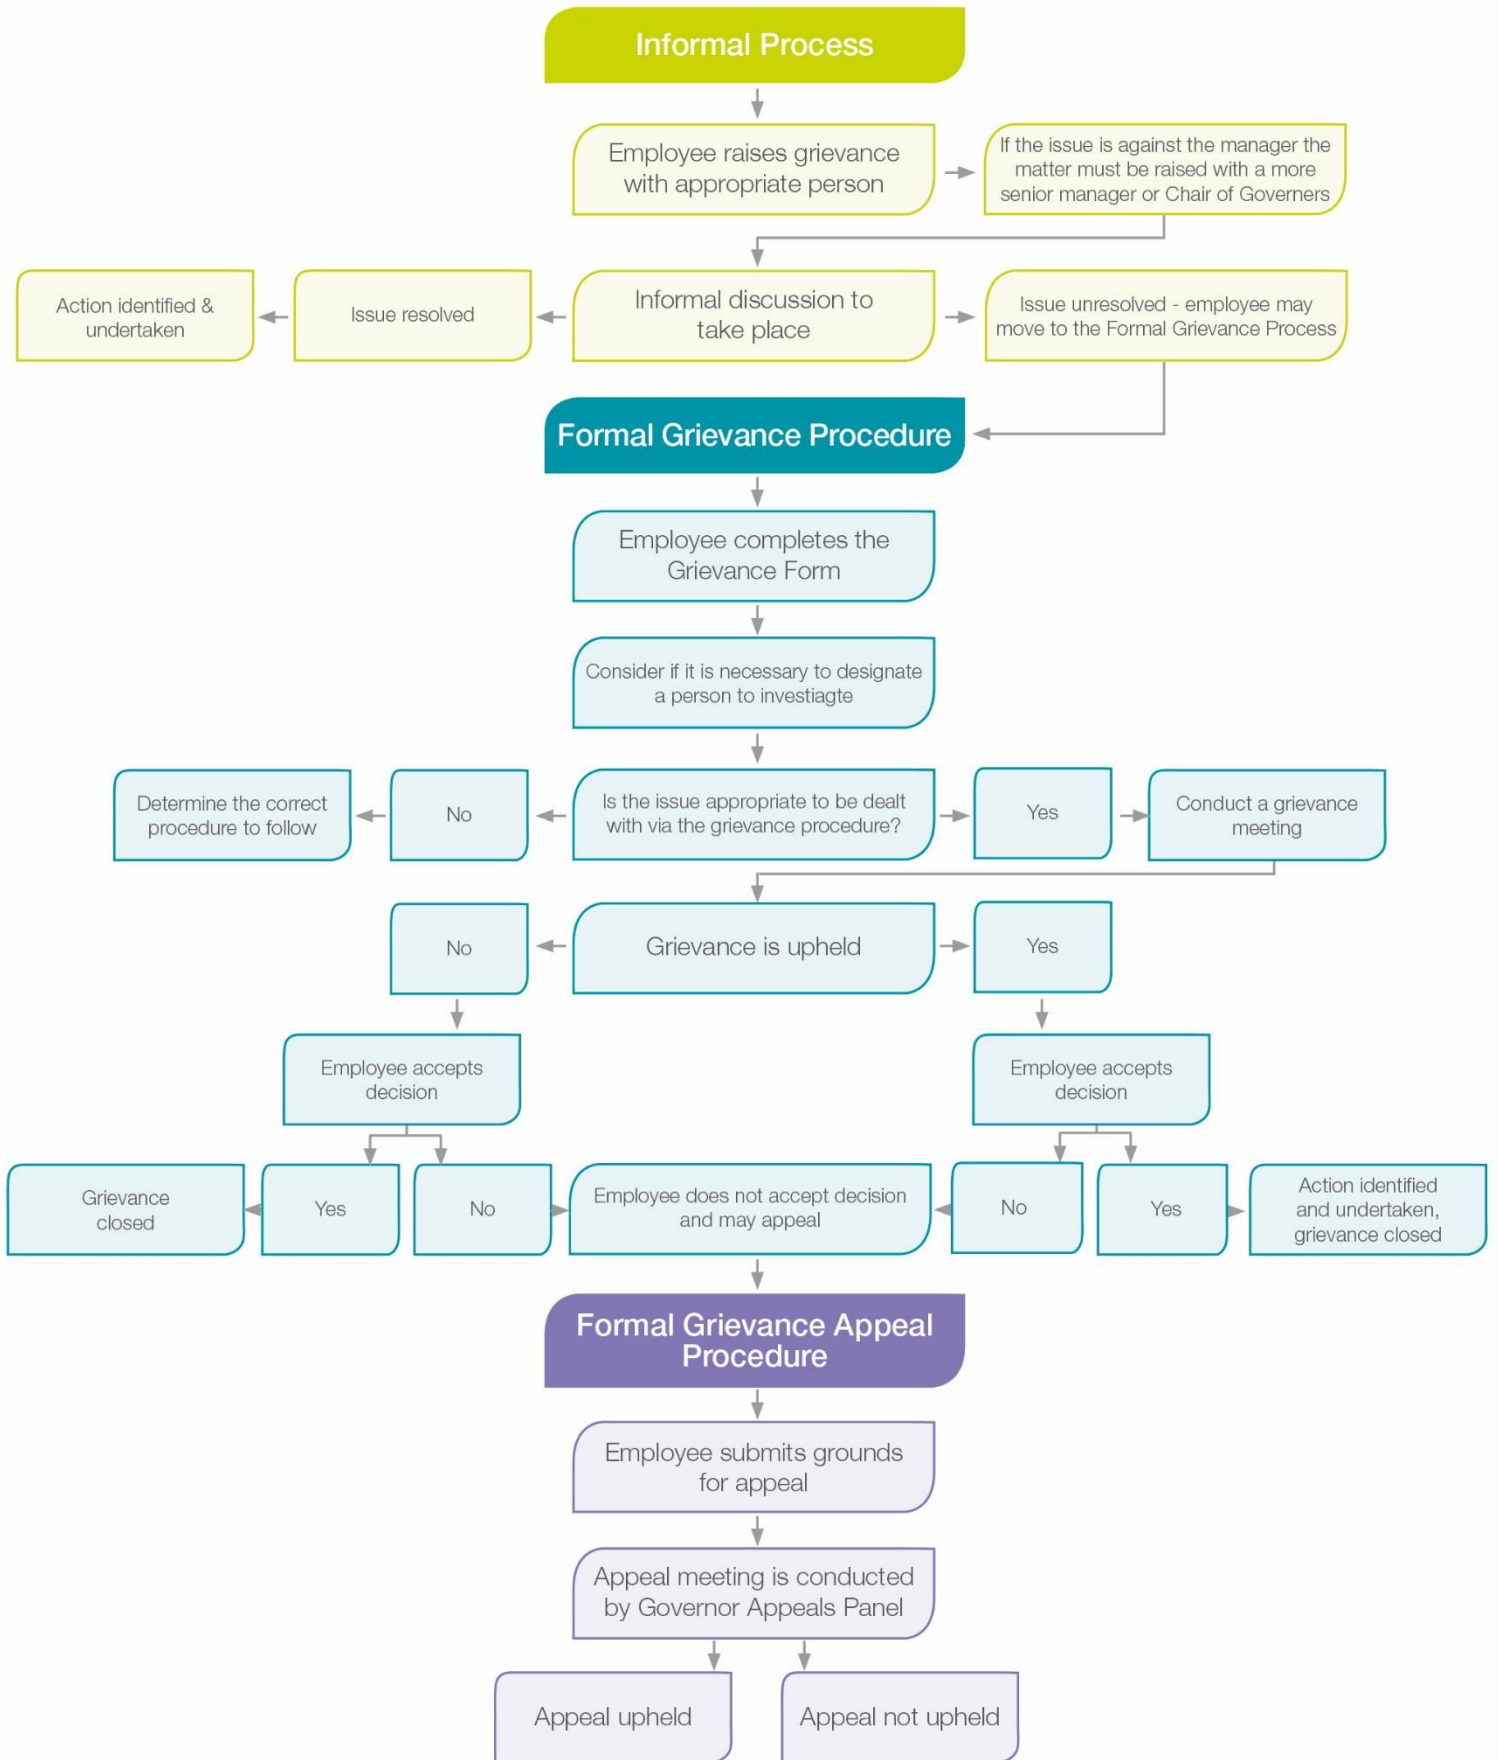 Informal Process
Employee raises grievance
with appropriate person
If the issue is against the manager the
matter must be raised with a more
senior manager or Chair of Governers
Action identified &
undertaken
Issue resolved
Informal discussion to
take place
Issue unresolved - employee may
move to the Formal Grievance Process
Formal Grievance Procedure
Employee completes the
Grievance Form
Consider if it is necessary to designate
a person to investiagte
Determine the correct
procedure to follow
No
Is the issue appropriate to be dealt
with via the grievance procedure?
Yes
Conduct a grievance
meeting
No
Grievance is upheld
Yes
Employee accepts
decision
Employee accepts
decision
Grievance
closed
Yes
No
Employee does not accept decision
and may appeal
No
Yes
Action identified
and undertaken,
grievance closed
Formal Grievance Appeal
Procedure
Employee submits grounds
for appeal
Appeal meeting is conducted
by Governor Appeals Panel
Appeal upheld
Appeal not upheld